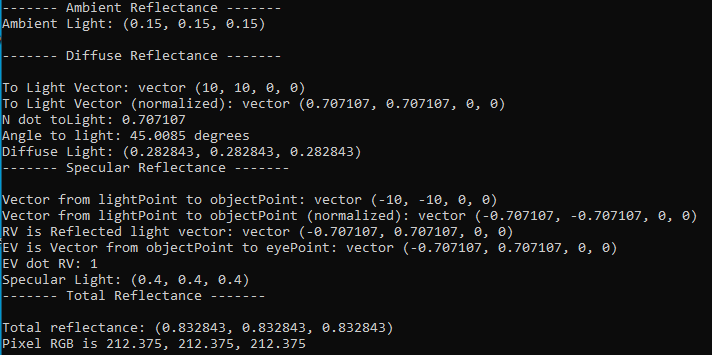 ------- Ambient Reflectance -------
Ambient Light: (0.15, 0.15, 0.15)
------- Diffuse Reflectance -------
To Light Vector: vector (10, 10, 0, 0)
To Light Vector (normalized): vector (0.707107, 0.707107, 0, 0)
N dot toLight: 0.707107
Angle to light: 45.0085 degrees
Diffuse Light: (0.282843, 0.282843, 0.282843)
------- Specular Reflectance -------
Vector from lightPoint to objectPoint: vector (-10, -10, 0, 0)
Vector from lightPoint to objectPoint (normalized): vector (-0.707107, -0.707107, 0, 0)
RV is Reflected light vector: vector (-0.707107, 0.707107, 0, 0)
EV is Vector from objectPoint to eyePoint: vector (-0.707107, 0.707107, 0, 0)
EV dot RV: 1
Specular Light: (0.4, 0.4, 0.4)
------- Total Reflectance -------
Total reflectance: (0.832843, 0.832843, 0.832843)
Pixel RGB is 212.375, 212.375, 212.375